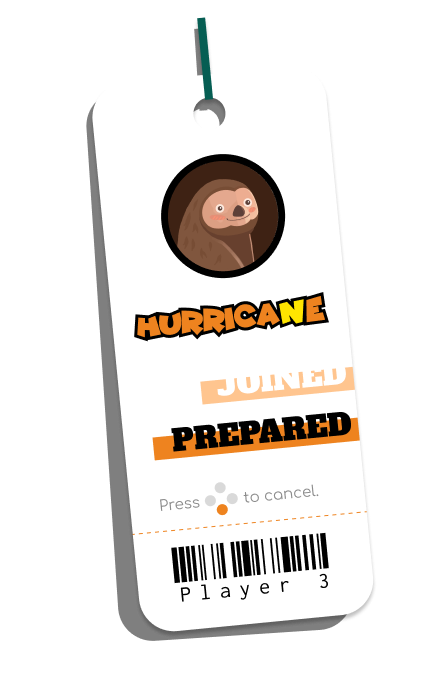 HURRICANE
JOINED
PREPARED
Press to cancel.
Player 3